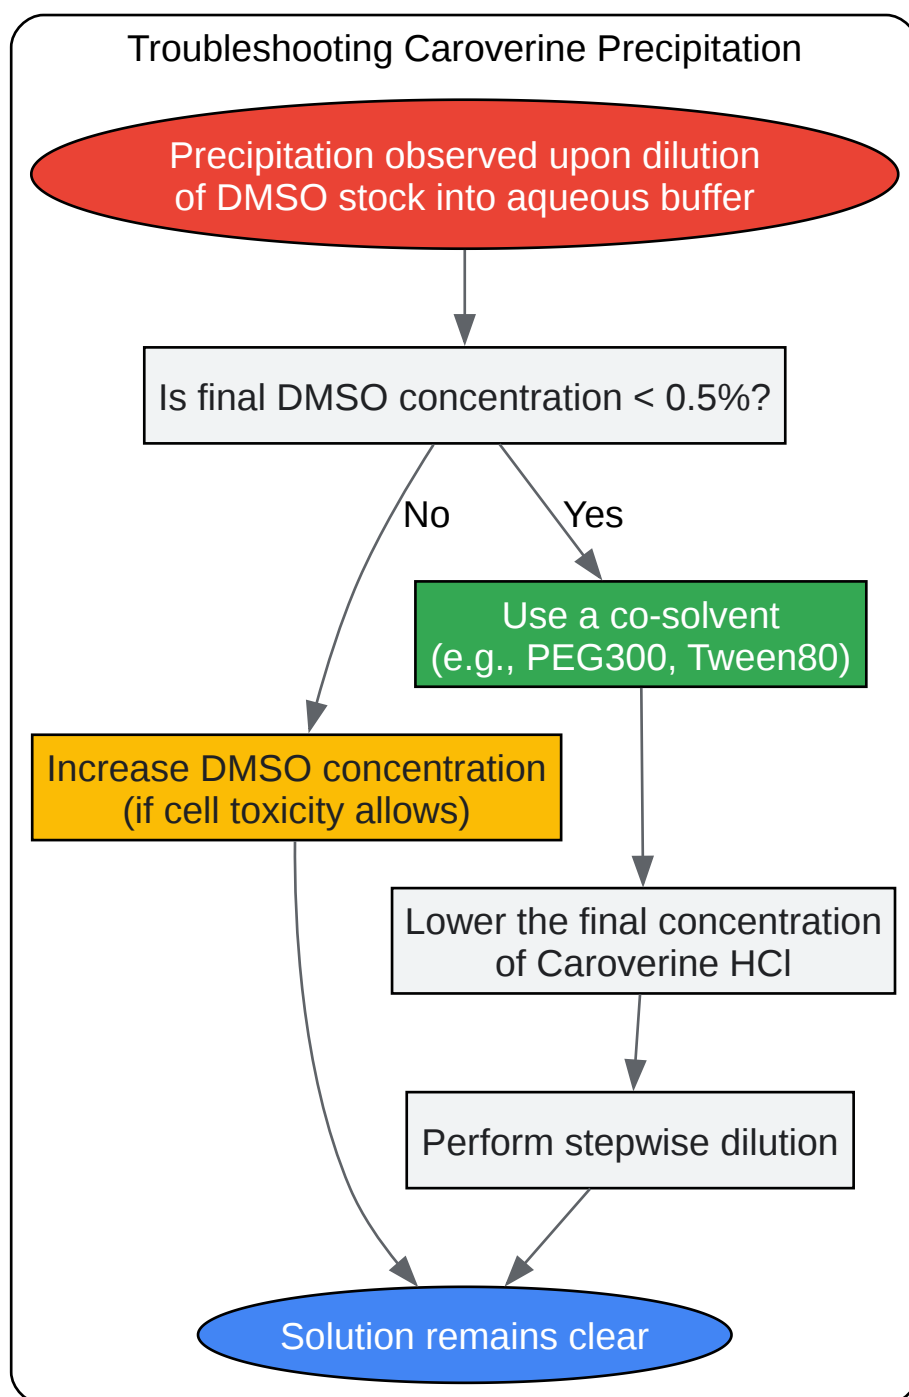 Troubleshooting Caroverine Precipitation
Precipitation observed upon dilution
of DMSO stock into aqueous buffer
Is final DMSO concentration < 0.5%?
No
Yes
Use a co-solvent
(e.g., PEG300, Tween80)
Increase DMSO concentration
(if cell toxicity allows)
Lower the final concentration
of Caroverine HCl
Perform stepwise dilution
Solution remains clear